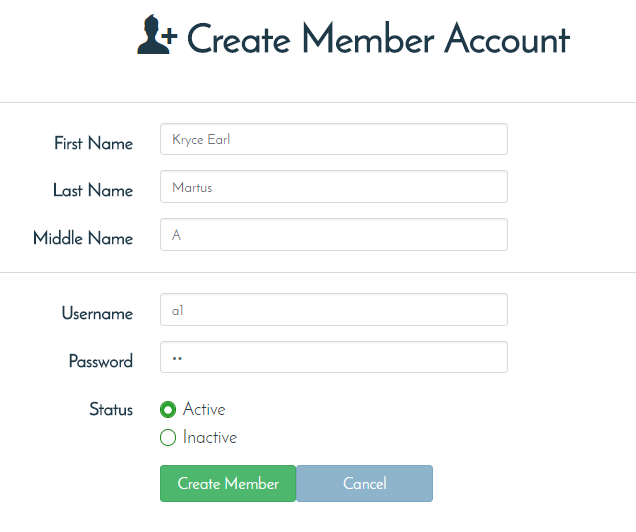 Create Member Account
First Name Kryce Earl
Last Name Martus
Middle Name A
Username a1
Password ••
Status Active
Inactive
Create Member Cancel